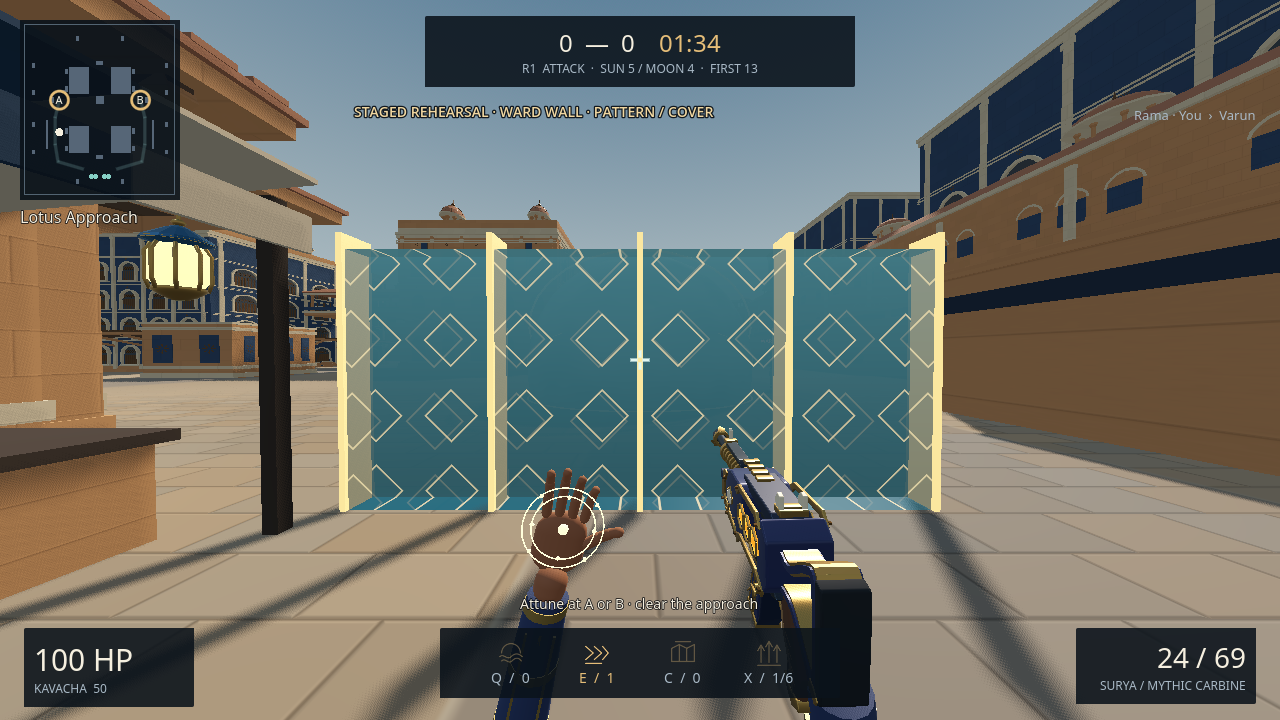 0 — 0 01:34
R1 ATTACK · SUN 5 / MOON 4 · FIRST 13
STAGED REHEARSAL · WARD WALL · PATTERN / COVER
Rama · You › Varun
A
B
Lotus Approach
Attune at A or B · clear the approach
100 HP
KAVACHA 50
Q / 0
E / 1
C / 0
X / 1/6
24 / 69
SURYA / MYTHIC CARBINE